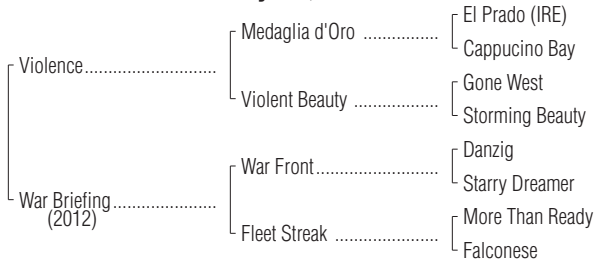 El Prado (IRE)
Medaglia d'Oro ................
Cappucino Bay
Violence............................
Gone West
Violent Beauty ..................
Storming Beauty
Danzig
War Front.........................
Starry Dreamer
War Briefing......................
(2012)
More Than Ready
Fleet Streak ......................
Falconese